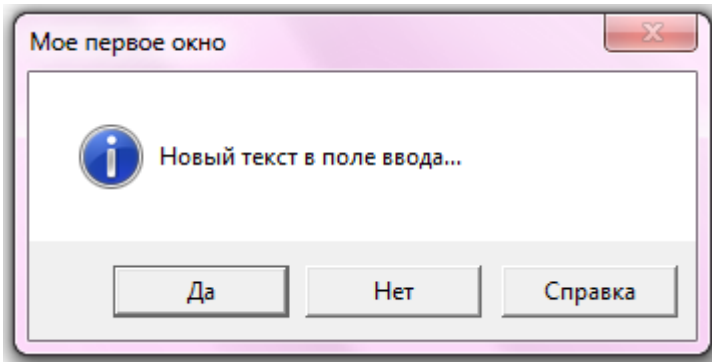 Мое первое окно
Новый текст в поле ввода...
Да Нет Справка